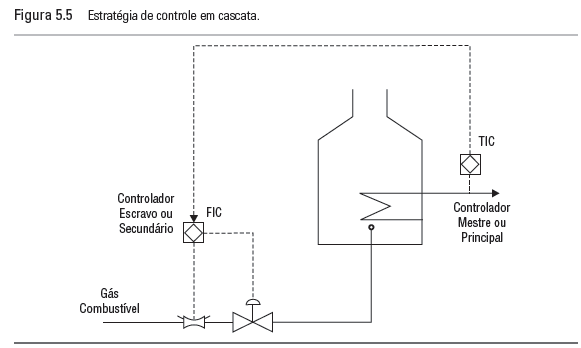 Figura 5.5 Estratégia de controle em cascata.
TIC
Controlador
Escravo ou
Secundário
FIC
Controlador
Mestre ou
Principal
Gás
Combustível